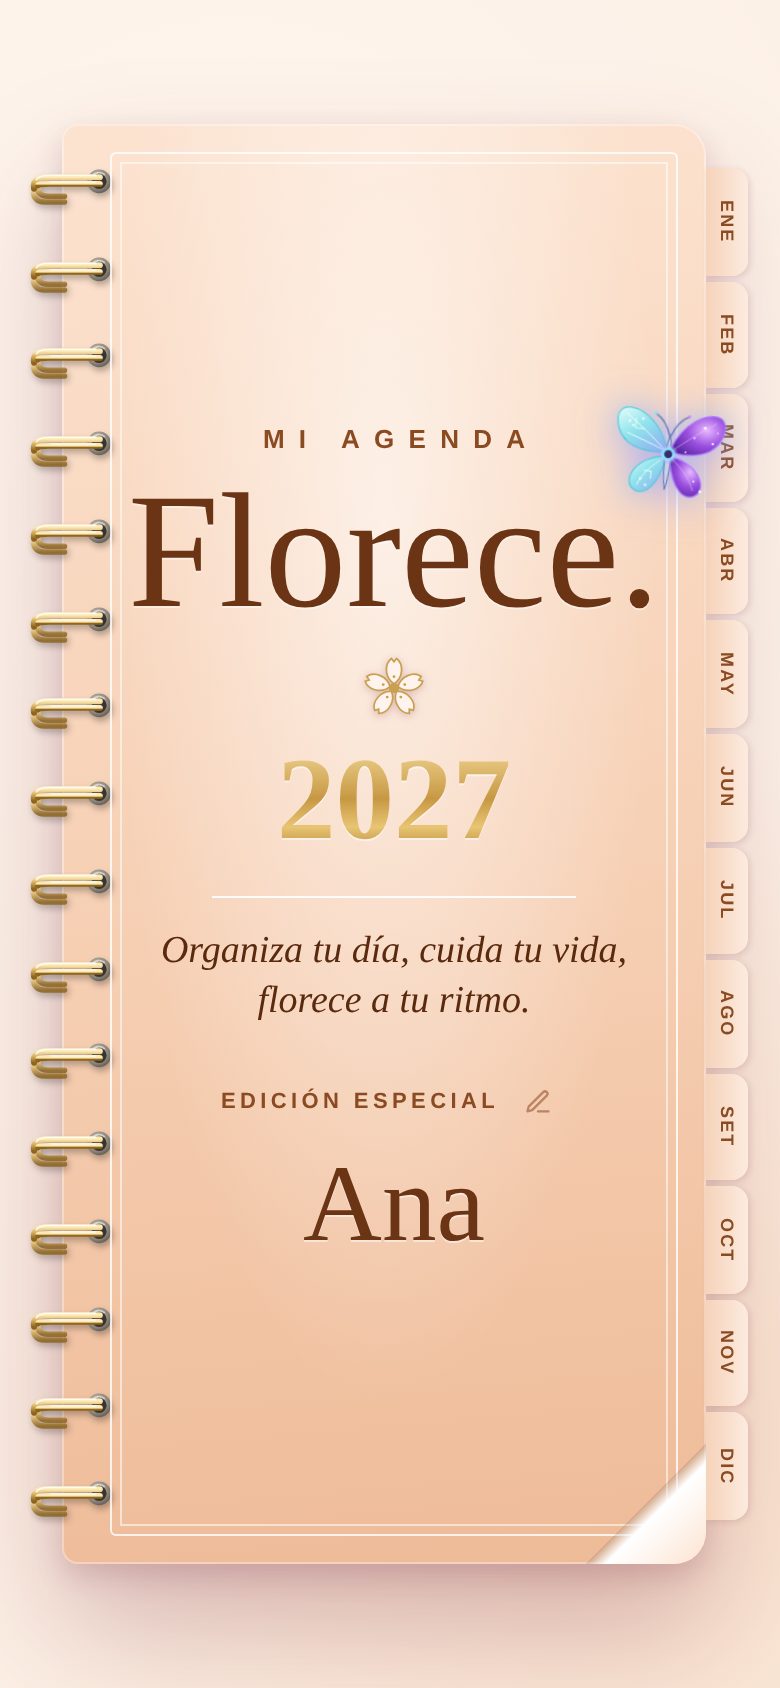 MI AGENDA
Florece.
2027
Organiza tu día, cuida tu vida,
florece a tu ritmo.
EDICIÓN ESPECIAL
Ana
ENE
FEB
MAR
ABR
MAY
JUN
JUL
AGO
SET
OCT
NOV
DIC